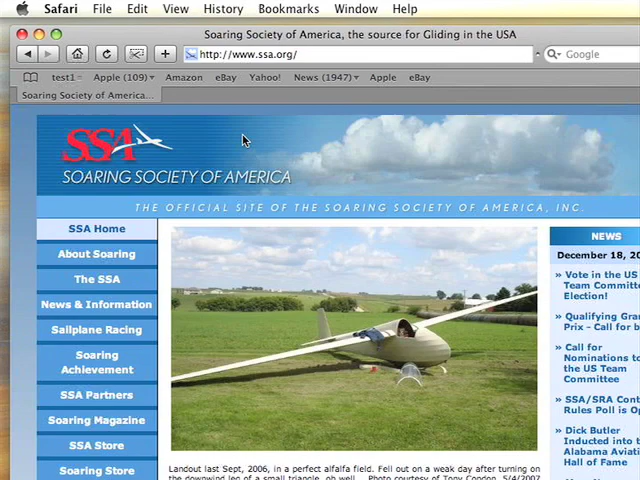 Safari File Edit View History Bookmarks Window Help
Soaring Society of America, the source for Gliding in the USA
http://www.ssa.org/
Google
test1 Apple (109) Amazon eBay Yahoo! News (1947) Apple eBay
Soaring Society of America...
SSA
SOARING SOCIETY OF AMERICA
THE OFFICIAL SITE OF THE SOARING SOCIETY OF AMERICA, INC.
SSA Home
About Soaring
The SSA
News & Information
Sailplane Racing
Soaring
Achievement
SSA Partners
Soaring Magazine
SSA Store
Soaring Store
NEWS
December 18, 20
» Vote in the US
Team Committe
Election!
» Qualifying Gran
Prix - Call for b
» Call for
Nominations to
the US Team
Committee
» SSA/SRA Cont
Rules Poll is Op
» Dick Butler
Inducted into t
Alabama Aviati
Hall of Fame
Landout last Sept, 2006, in a perfect alfalfa field. Fell out on a weak day after turning on
the downwind leg of a small triangle, oh well... Photo courtesy of Tony Condon, 5/4/2007